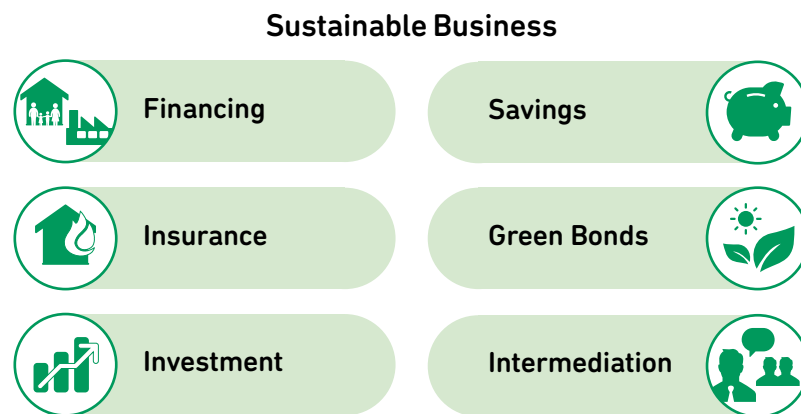 Sustainable Business
Financing
Savings
Insurance
Green Bonds
Investment
Intermediation